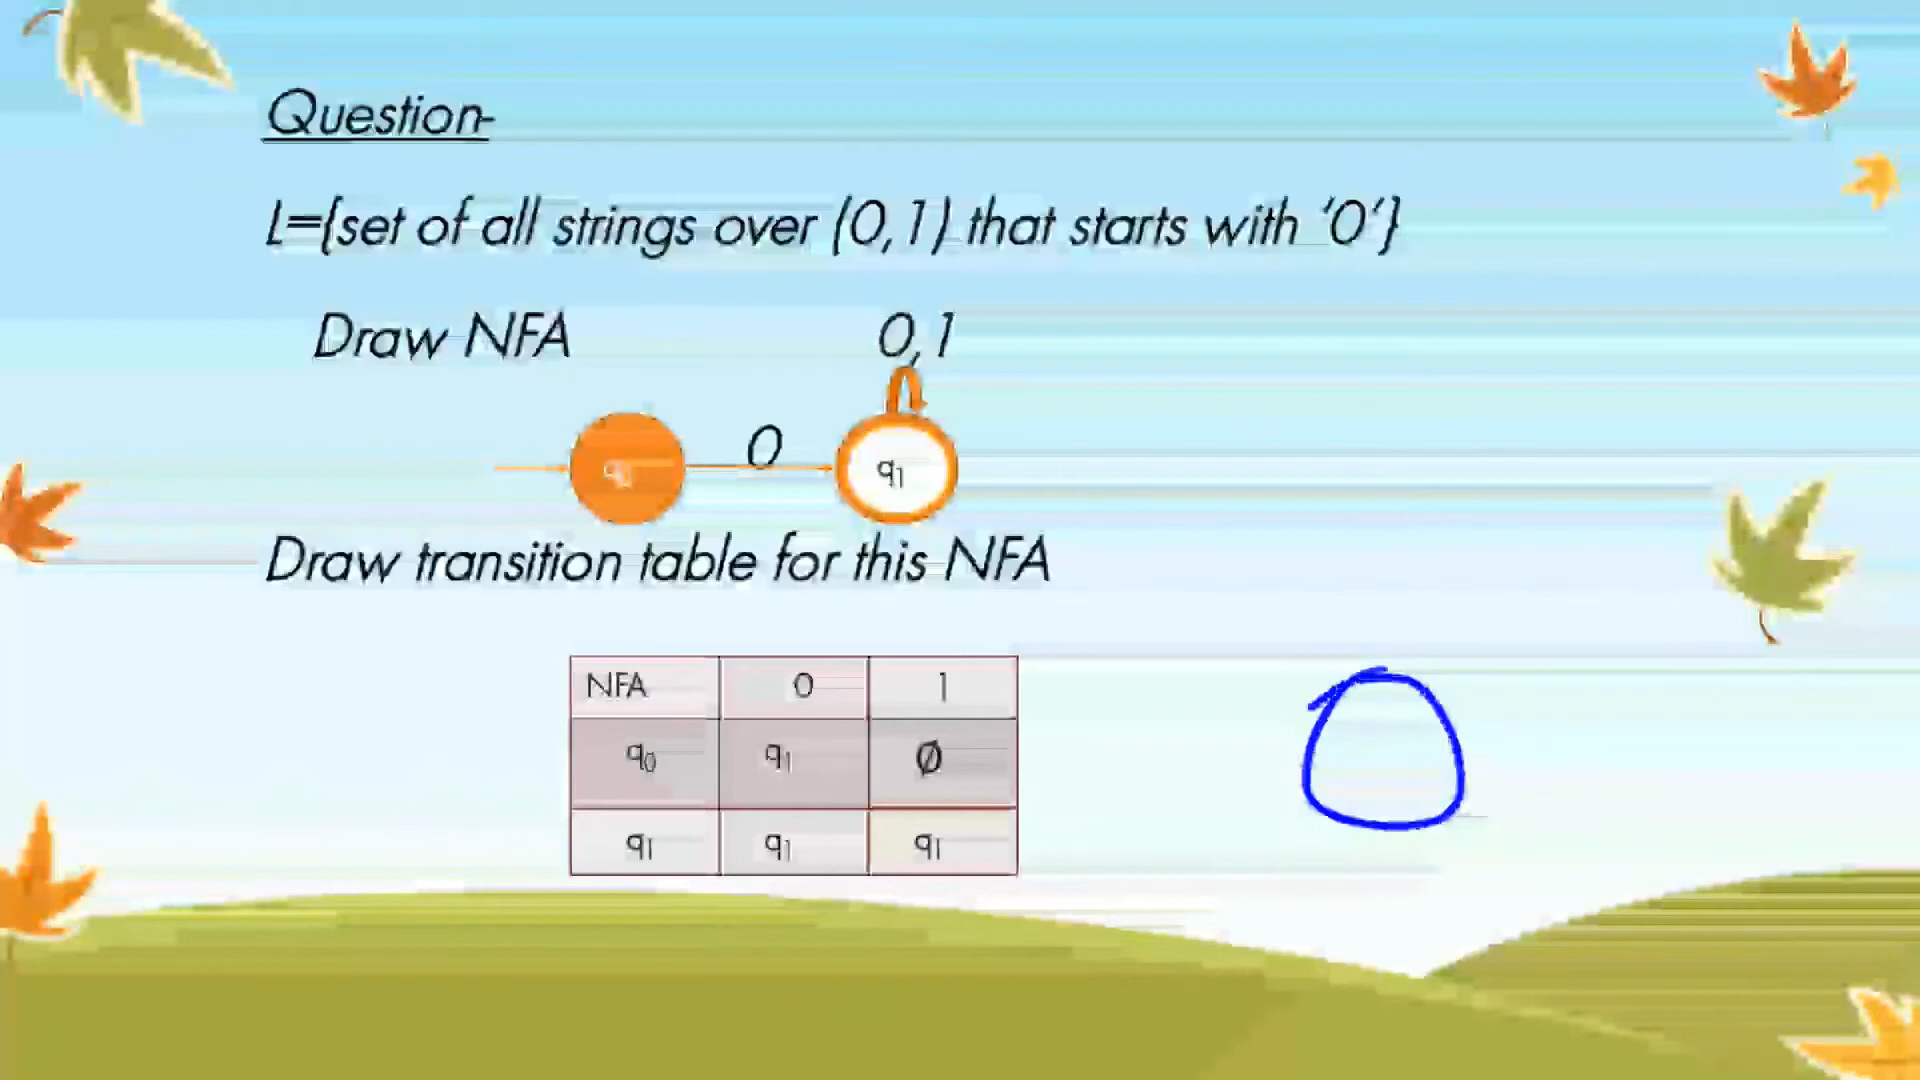 Question-
L={set of all strings over (0,1) that starts with ‘0’}
Draw NFA
0,1
0
q1
Draw transition table for this NFA
NFA 0 1
q0 q1 Ø
q1 q1 q1